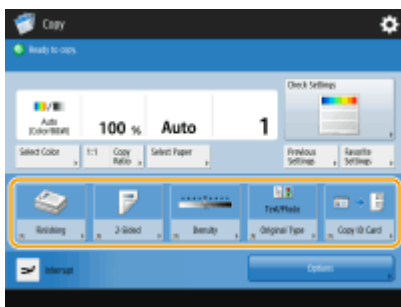 Copy
Ready to copy.
Check Settings
Auto
[Color/B&W]
100 %
Auto
1
Select Color
1:1
Copy
Ratio
Select Paper
Previous
Settings
Favorite
Settings
Text/Photo
Finishing
2-Sided
Density
Original Type
Copy ID Card
Interrupt
Options